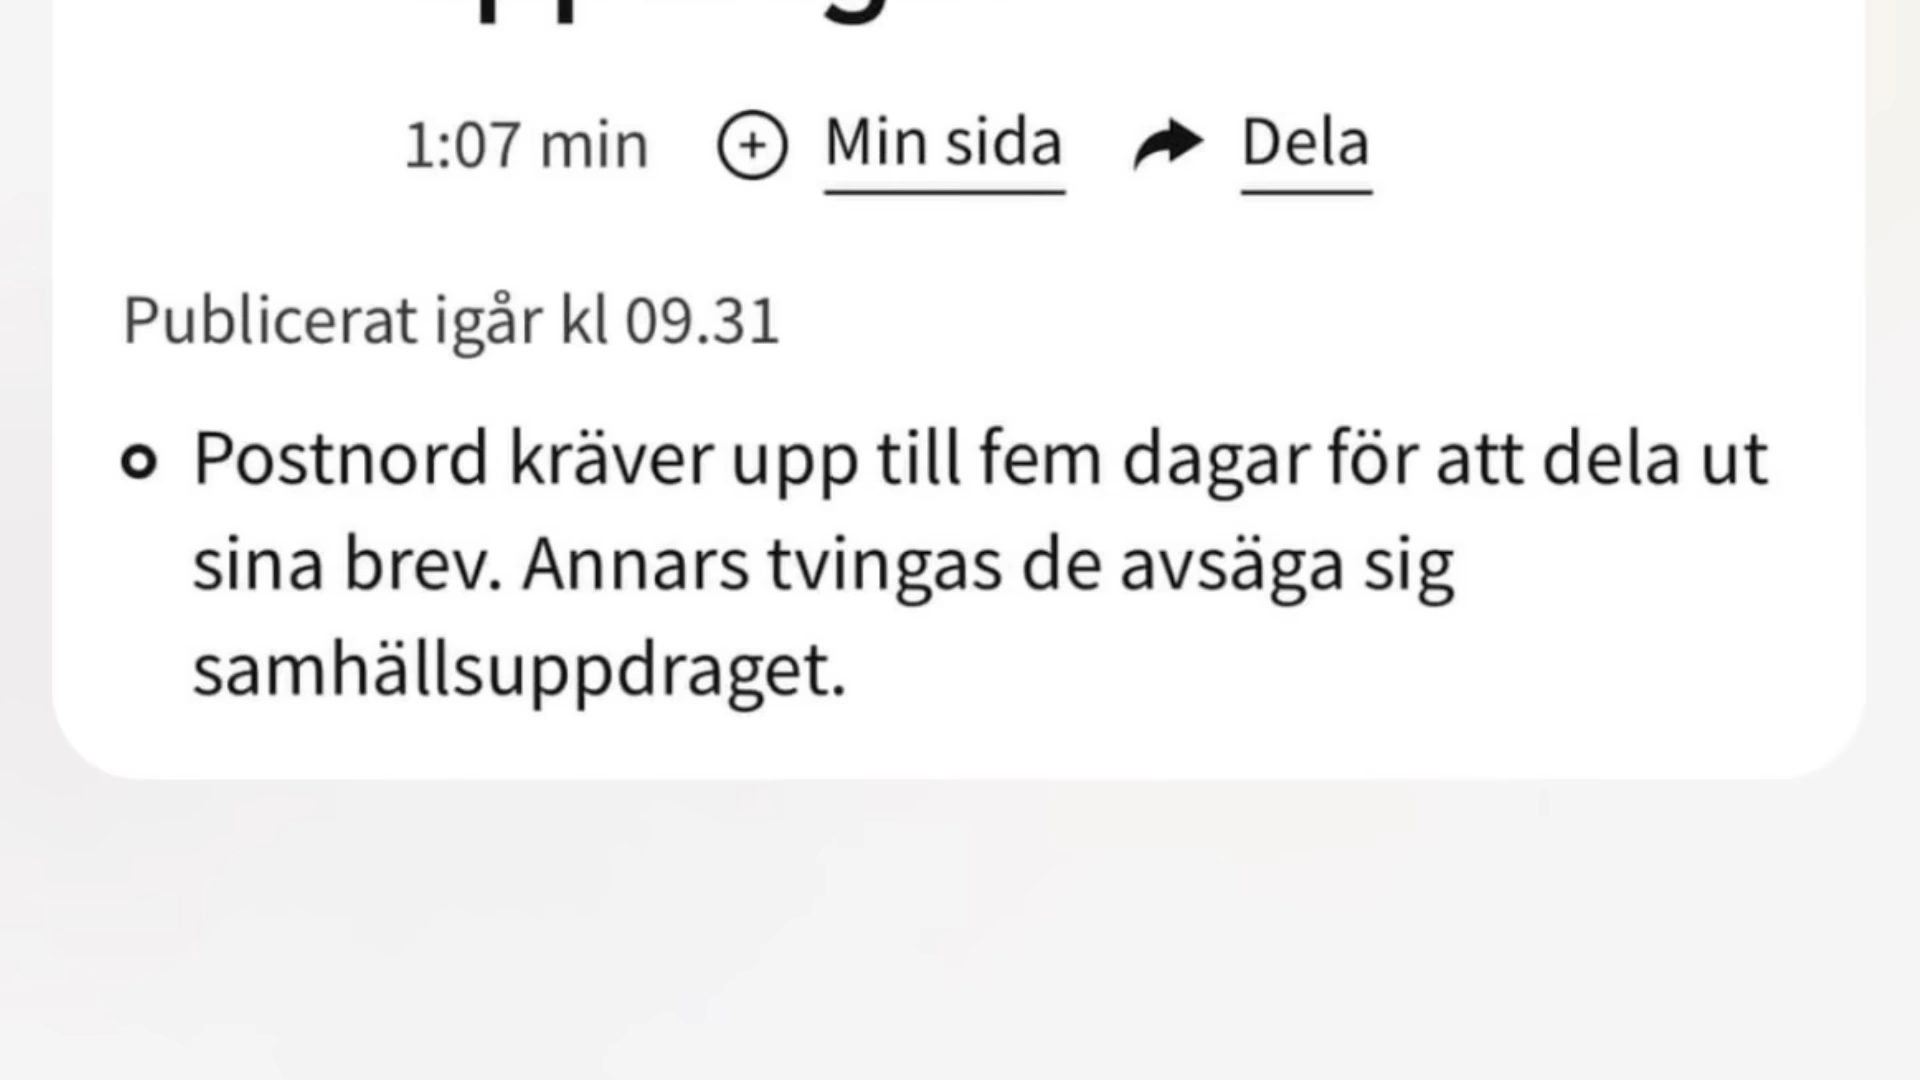 1:07 min Min sida Dela
Publicerat igår kl 09.31
Postnord kräver upp till fem dagar för att dela ut
sina brev. Annars tvingas de avsäga sig
samhällsuppdraget.